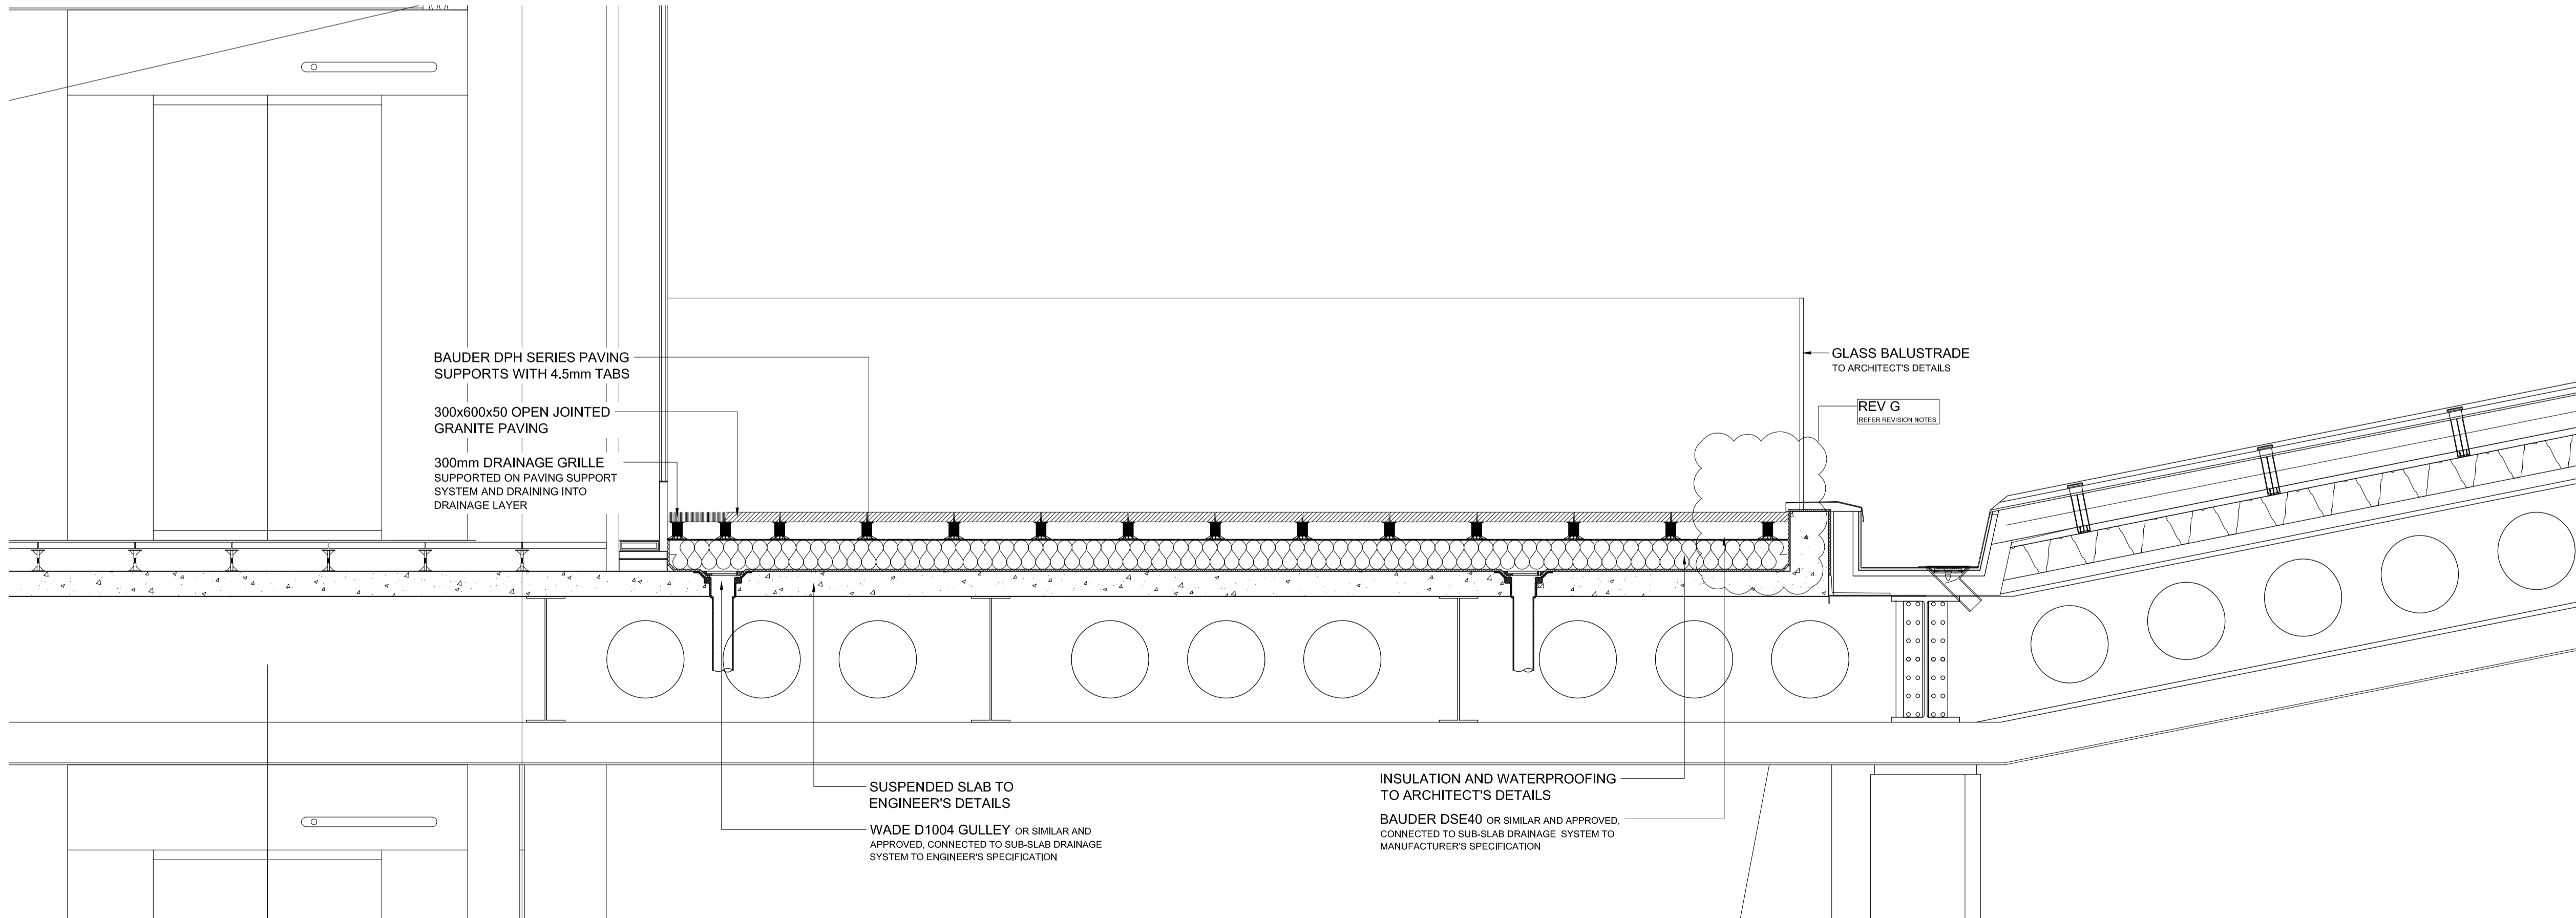 BAUDER DPH SERIES PAVING
SUPPORTS WITH 4.5mm TABS
300x600x50 OPEN JOINTED
GRANITE PAVING
300mm DRAINAGE GRILLE
SUPPORTED ON PAVING SUPPORT
SYSTEM AND DRAINING INTO
DRAINAGE LAYER
GLASS BALUSTRADE
TO ARCHITECT'S DETAILS
REV G
REFER REVISION NOTES
SUSPENDED SLAB TO
ENGINEER'S DETAILS
WADE D1004 GULLEY OR SIMILAR AND
APPROVED, CONNECTED TO SUB-SLAB DRAINAGE
SYSTEM TO ENGINEER'S SPECIFICATION
INSULATION AND WATERPROOFING
TO ARCHITECT'S DETAILS
BAUDER DSE40 OR SIMILAR AND APPROVED,
CONNECTED TO SUB-SLAB DRAINAGE SYSTEM TO
MANUFACTURER'S SPECIFICATION